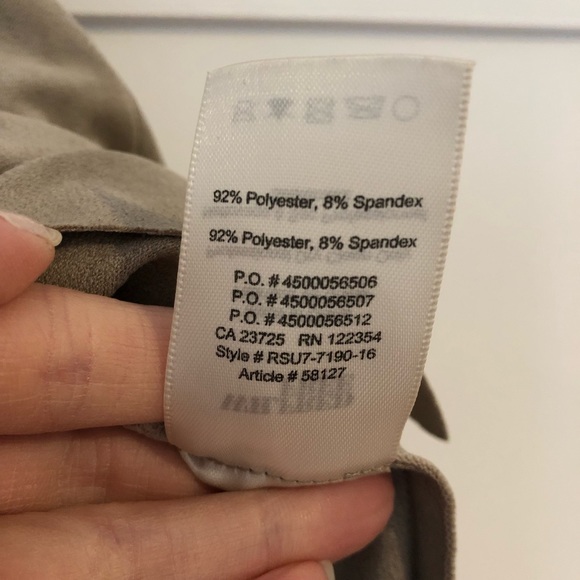 92% Polyester, 8% Spandex
92% Polyester, 8% Spandex
P.O. # 4500056506
P.O. # 4500056507
P.O. # 4500056512
CA 23725 RN 122354
Style # RSU7-7190-16
Article # 58127